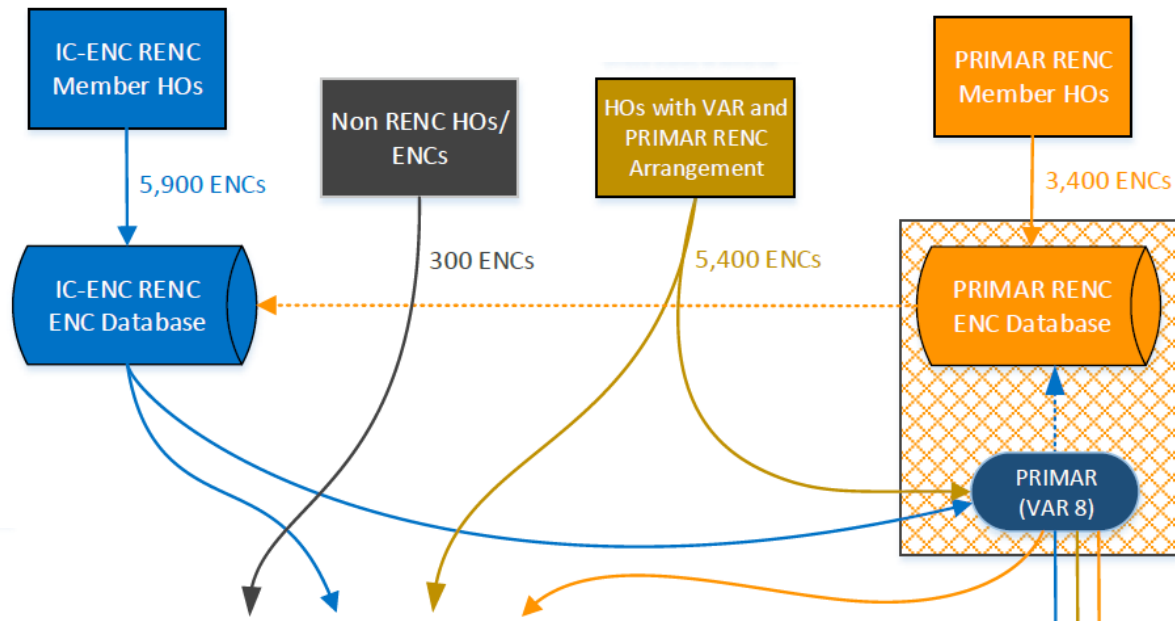 IC-ENC RENC
Member HOs
Non RENC HOs/
ENCs
HOs with VAR and
PRIMAR RENC
Arrangement
PRIMAR RENC
Member HOs
5,900 ENCs
300 ENCs
5,400 ENCs
3,400 ENCs
IC-ENC RENC
ENC Database
PRIMAR RENC
ENC Database
PRIMAR
(VAR 8)